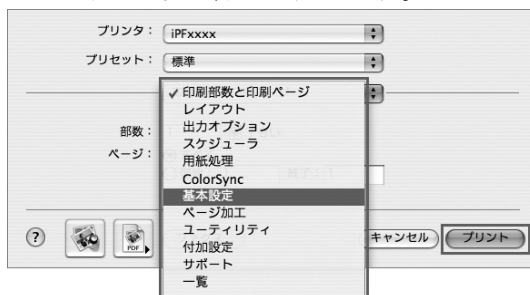 プリンタ： iPFxxxx
プリセット： 標準
✓ 印刷部数と印刷ページ
レイアウト
部数： 出力オプション
スケジューラ
ページ： 用紙処理
ColorSync
基本設定
ページ加工
ユーティリティ
? PDF キャンセル プリント
付加設定
サポート
一覧